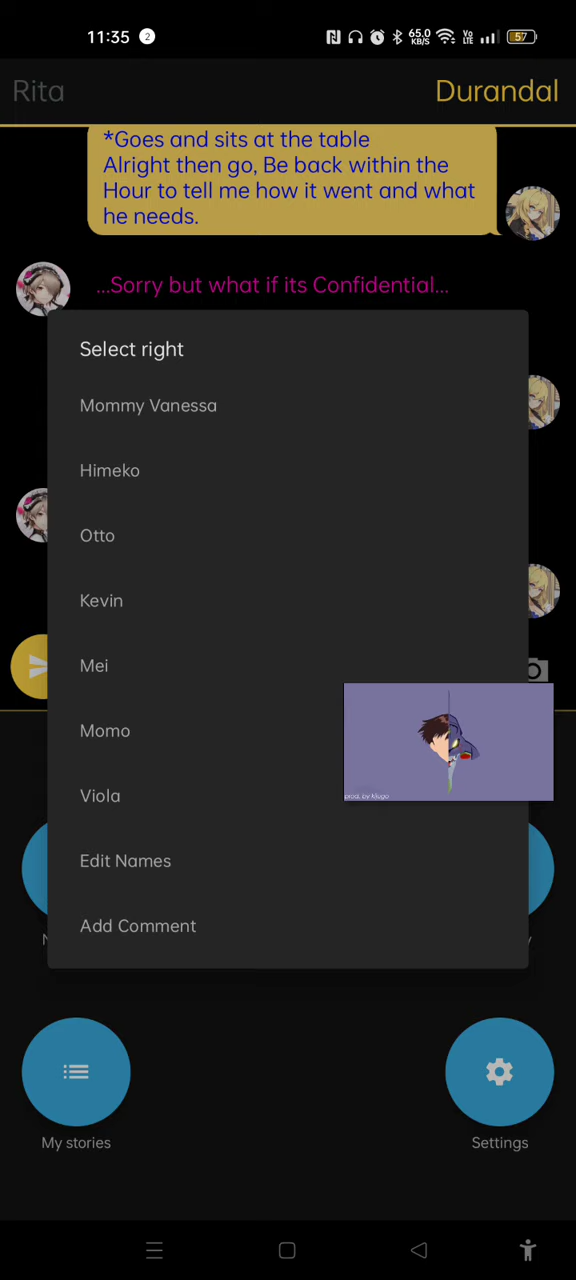 11:35
2
65.0
KB/S
Vo
LTE
57
Rita
Durandal
*Goes and sits at the table
Alright then go, Be back within the
Hour to tell me how it went and what
he needs.
...Sorry but what if its Confidential...
Select right
Mommy Vanessa
Himeko
Otto
Kevin
Mei
Momo
Viola
Edit Names
Add Comment
My stories
Settings